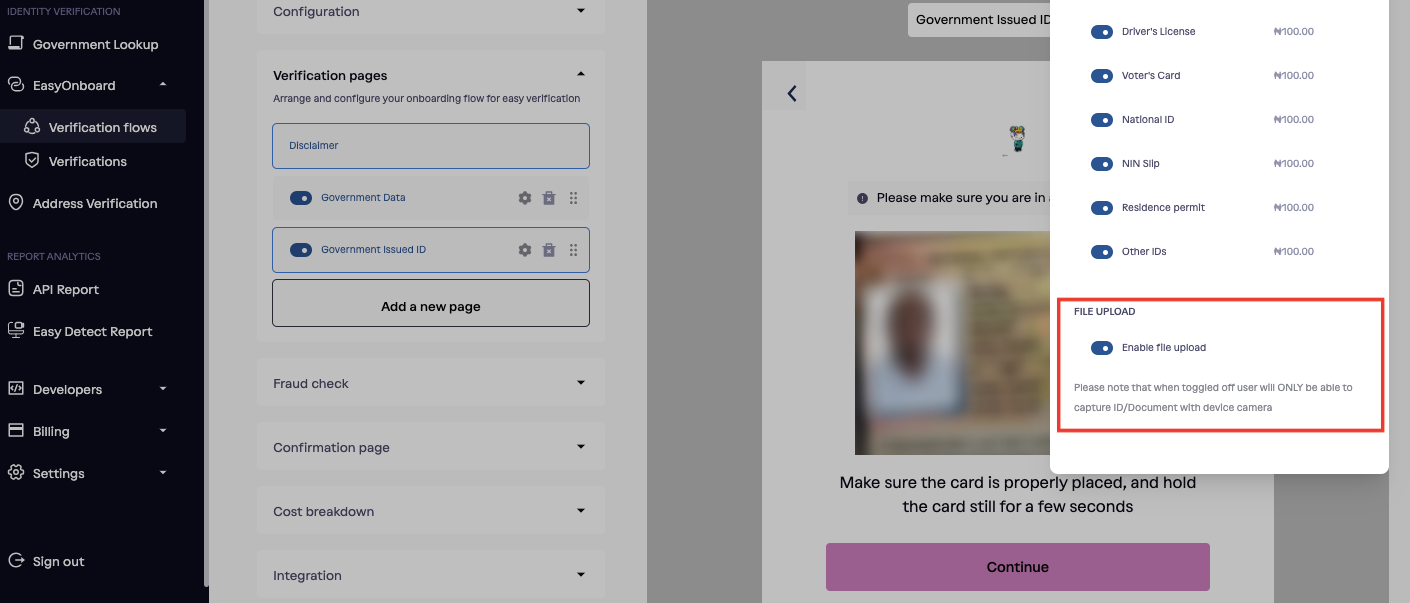 IDENTITY VERIFICATION
Government Lookup
EasyOnboard
Verification flows
Verifications
Address Verification
REPORT ANALYTICS
API Report
Easy Detect Report
Developers
Billing
Settings
Sign out
Configuration
Verification pages
Arrange and configure your onboarding flow for easy verification
Disclaimer
Government Data
Government Issued ID
Add a new page
Fraud check
Confirmation page
Cost breakdown
Integration
Government Issued ID
Please make sure you are in
Make sure the card is properly placed, and hold
the card still for a few seconds
Continue
Driver's License ₦100.00
Voter's Card ₦100.00
National ID ₦100.00
NIN Slip ₦100.00
Residence permit ₦100.00
Other IDs ₦100.00
FILE UPLOAD
Enable file upload
Please note that when toggled off user will ONLY be able to
capture ID/Document with device camera